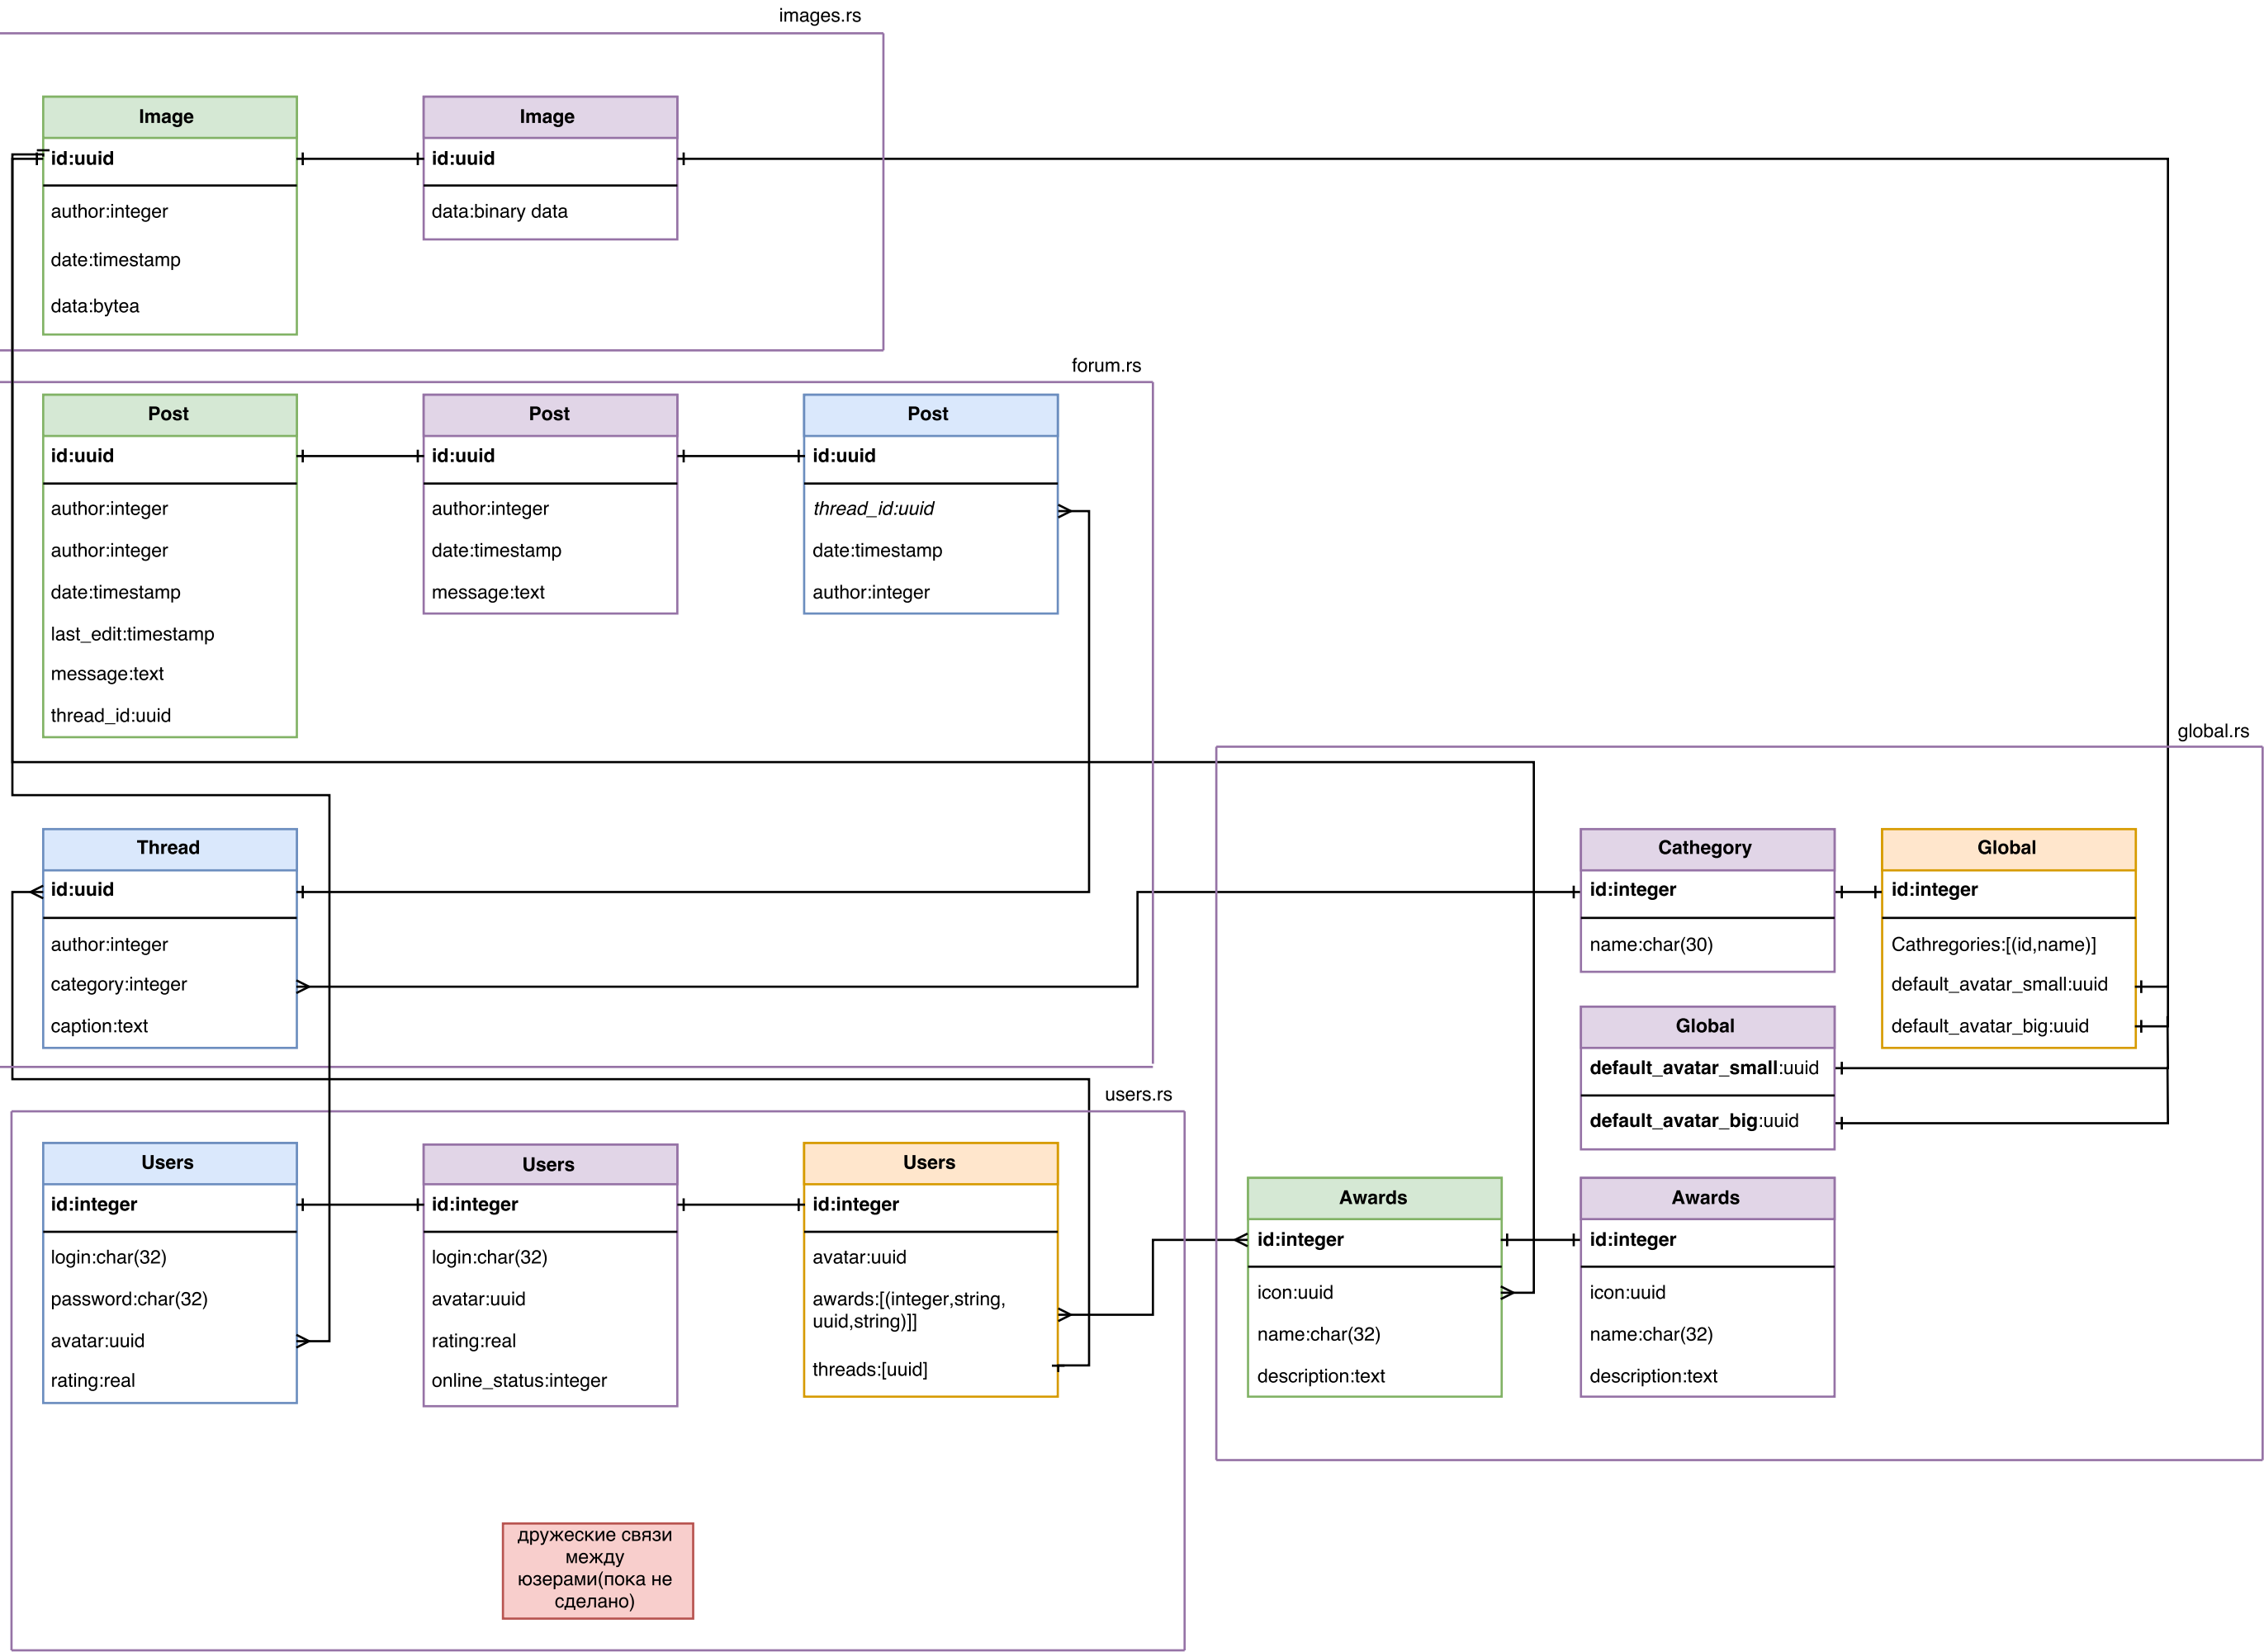 images.rs
Image
id:uuid
author:integer
date:timestamp
data:bytea
Image
id:uuid
data:binary data
forum.rs
Post
id:uuid
author:integer
author:integer
date:timestamp
last_edit:timestamp
message:text
thread_id:uuid
Post
id:uuid
author:integer
date:timestamp
message:text
Post
id:uuid
thread_id:uuid
date:timestamp
author:integer
Thread
id:uuid
author:integer
category:integer
caption:text
global.rs
Cathegory
id:integer
name:char(30)
Global
id:integer
Cathregories:[(id,name)]
default_avatar_small:uuid
default_avatar_big:uuid
Global
default_avatar_small:uuid
default_avatar_big:uuid
Awards
id:integer
icon:uuid
name:char(32)
description:text
Awards
id:integer
icon:uuid
name:char(32)
description:text
users.rs
Users
id:integer
login:char(32)
password:char(32)
avatar:uuid
rating:real
Users
id:integer
login:char(32)
avatar:uuid
rating:real
online_status:integer
Users
id:integer
avatar:uuid
awards:[(integer,string,
uuid,string)]]
threads:[uuid]
дружеские связи
между
юзерами(пока не
сделано)